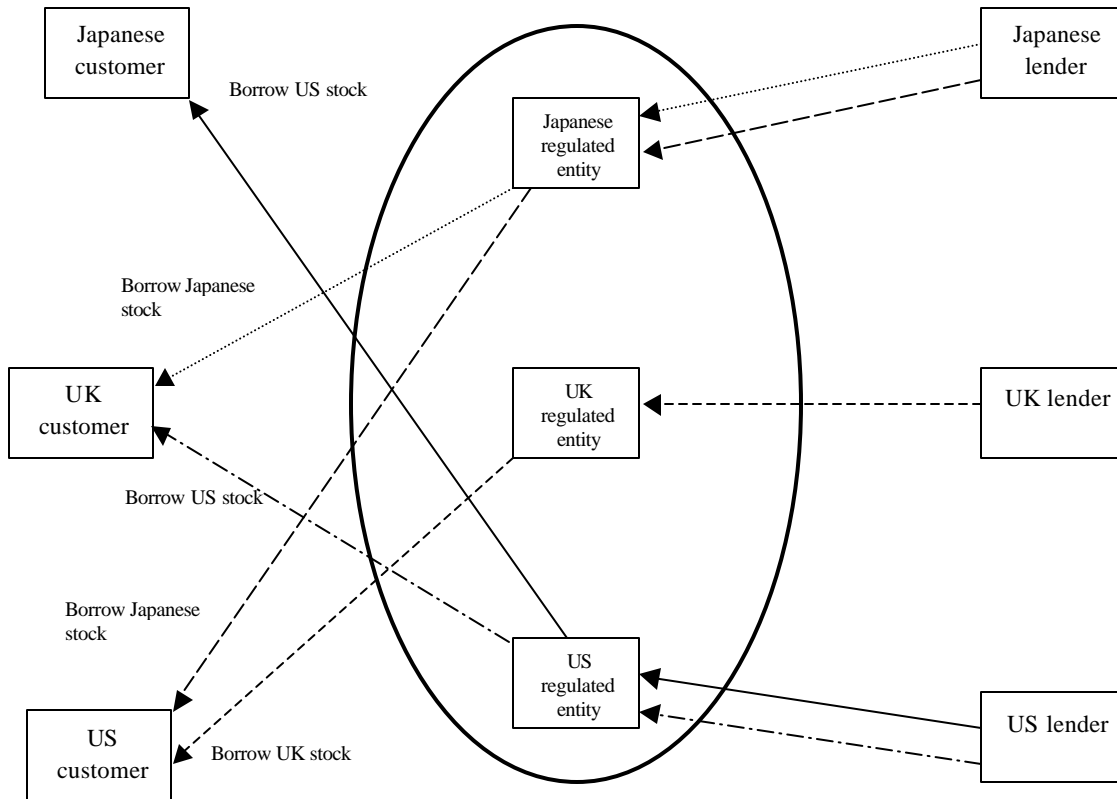 Japanese
customer
Japanese
lender
Borrow US stock
Japanese
regulated
entity
Borrow Japanese
stock
UK
customer
UK
regulated
entity
UK lender
Borrow US stock
Borrow Japanese
stock
US
regulated
entity
US lender
US
customer
Borrow UK stock